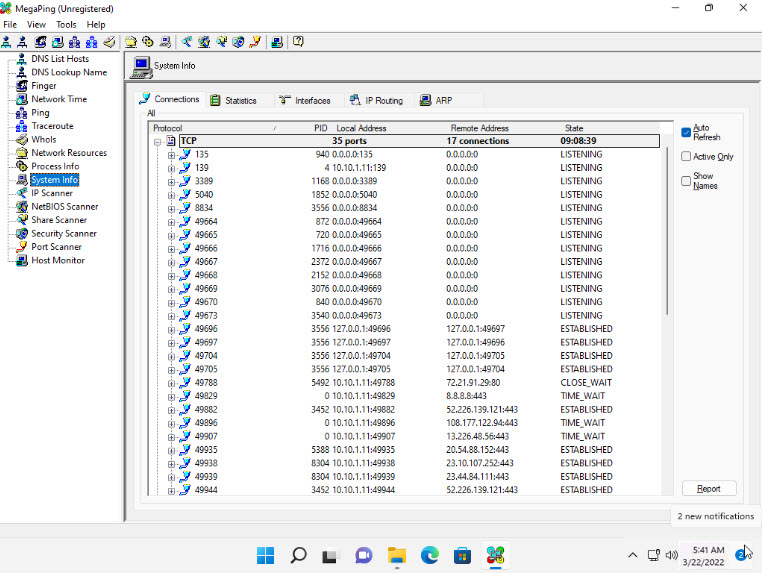 MegaPing (Unregistered)
File View Tools Help
DNS List Hosts
DNS Lookup Name
Finger
Network Time
Ping
Traceroute
WhoIs
Network Resources
Process Info
System Info
IP Scanner
NetBIOS Scanner
Share Scanner
Security Scanner
Port Scanner
Host Monitor
System Info
Connections Statistics Interfaces IP Routing ARP
All
Protocol / PID Local Address Remote Address State
TCP 35 ports 17 connections 09:08:39
135 940 0.0.0.0:135 0.0.0.0:0 LISTENING
139 4 10.10.1.11:139 0.0.0.0:0 LISTENING
3389 1168 0.0.0.0:3389 0.0.0.0:0 LISTENING
5040 1852 0.0.0.0:5040 0.0.0.0:0 LISTENING
8834 3556 0.0.0.0:8834 0.0.0.0:0 LISTENING
49664 872 0.0.0.0:49664 0.0.0.0:0 LISTENING
49665 720 0.0.0.0:49665 0.0.0.0:0 LISTENING
49666 1716 0.0.0.0:49666 0.0.0.0:0 LISTENING
49667 2372 0.0.0.0:49667 0.0.0.0:0 LISTENING
49668 2152 0.0.0.0:49668 0.0.0.0:0 LISTENING
49669 3076 0.0.0.0:49669 0.0.0.0:0 LISTENING
49670 840 0.0.0.0:49670 0.0.0.0:0 LISTENING
49673 3540 0.0.0.0:49673 0.0.0.0:0 LISTENING
49696 3556 127.0.0.1:49696 127.0.0.1:49697 ESTABLISHED
49697 3556 127.0.0.1:49697 127.0.0.1:49696 ESTABLISHED
49704 3556 127.0.0.1:49704 127.0.0.1:49705 ESTABLISHED
49705 3556 127.0.0.1:49705 127.0.0.1:49704 ESTABLISHED
49788 5492 10.10.1.11:49788 72.21.91.29:80 CLOSE_WAIT
49829 0 10.10.1.11:49829 8.8.8.8:443 TIME_WAIT
49882 3452 10.10.1.11:49882 52.226.139.121:443 ESTABLISHED
49896 0 10.10.1.11:49896 108.177.122.94:443 TIME_WAIT
49907 0 10.10.1.11:49907 13.226.48.56:443 TIME_WAIT
49935 5388 10.10.1.11:49935 20.54.88.152:443 ESTABLISHED
49938 8304 10.10.1.11:49938 23.10.107.252:443 ESTABLISHED
49939 8304 10.10.1.11:49939 23.44.84.111:443 ESTABLISHED
49944 3452 10.10.1.11:49944 52.226.139.121:443 ESTABLISHED
Auto
Refresh
Active Only
Show
Names
Report
2 new notifications
5:41 AM
3/22/2022
2